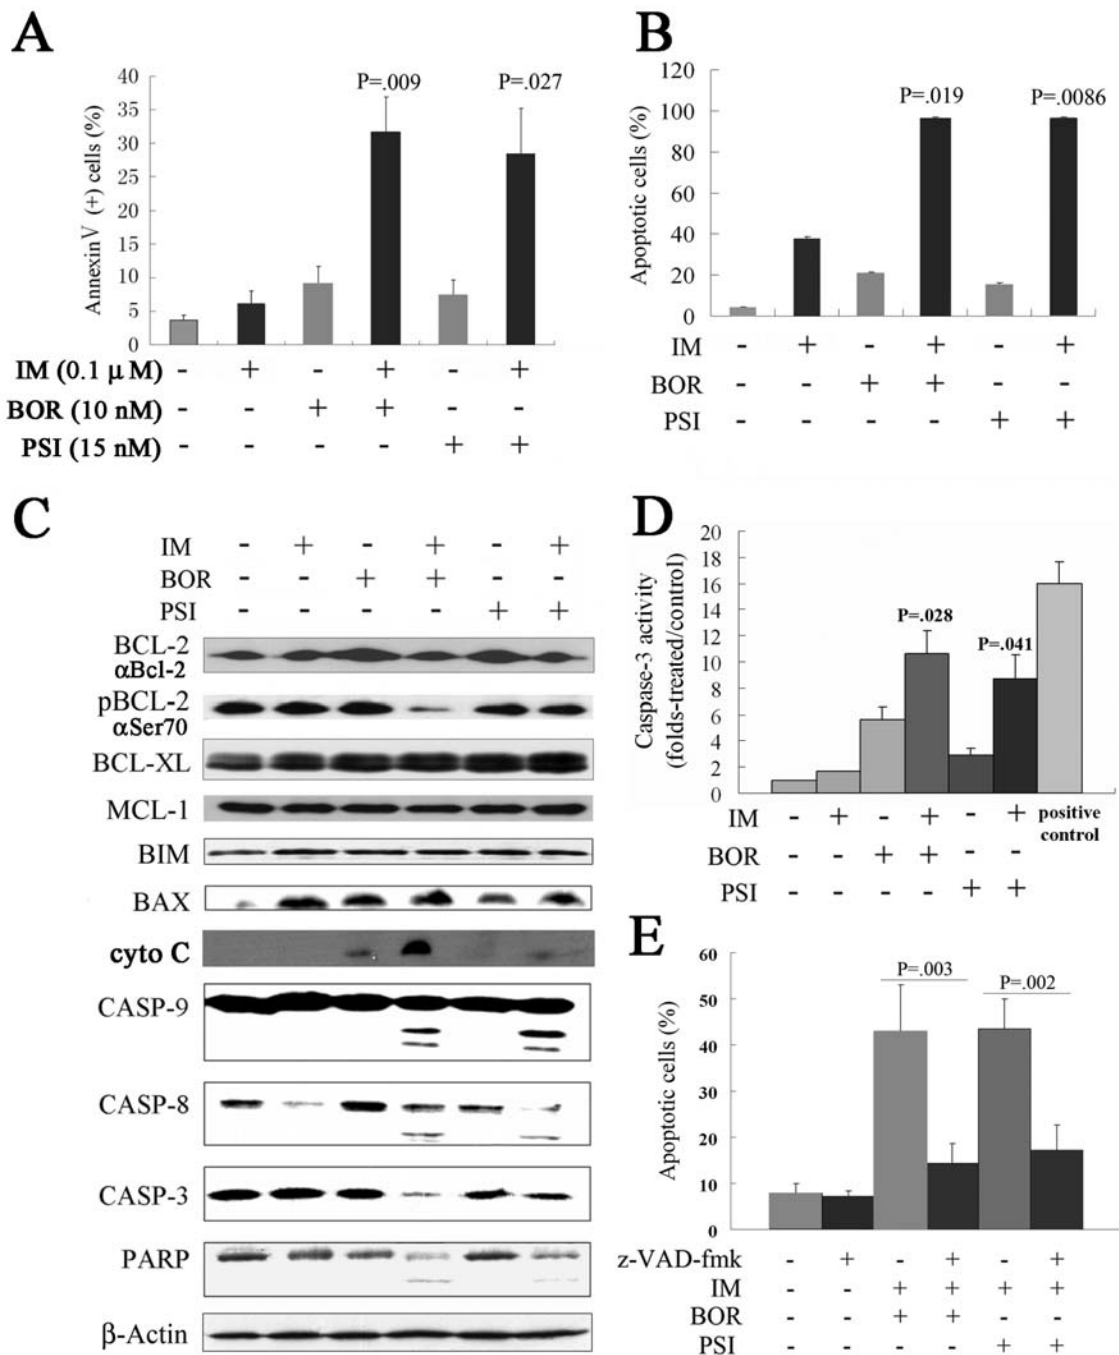 A
40
35
30
25
20
15
10
5
0
AnnexinV (+) cells (%)
P=.009
P=.027
IM (0.1 μM) - + - + - +
BOR (10 nM) - - + + - -
PSI (15 nM) - - - - + +
B
120
100
80
60
40
20
0
Apoptotic cells (%)
P=.019
P=.0086
IM - + - + - +
BOR - - + + - -
PSI - - - - + +
C
IM - + - + - +
BOR - - + + - -
PSI - - - - + +
BCL-2
αBcl-2
pBCL-2
αSer70
BCL-XL
MCL-1
BIM
BAX
cyto C
CASP-9
CASP-8
CASP-3
PARP
β-Actin
D
20
18
16
14
12
10
8
6
4
2
0
Caspase-3 activity
(folds-treated/control)
P=.028
P=.041
IM - + - + - + positive
control
BOR - - + + - -
PSI - - - - + +
E
60
50
40
30
20
10
0
Apoptotic cells (%)
P=.003
P=.002
z-VAD-fmk - + - + - +
IM - - + + + +
BOR - - + + - -
PSI - - - - + +